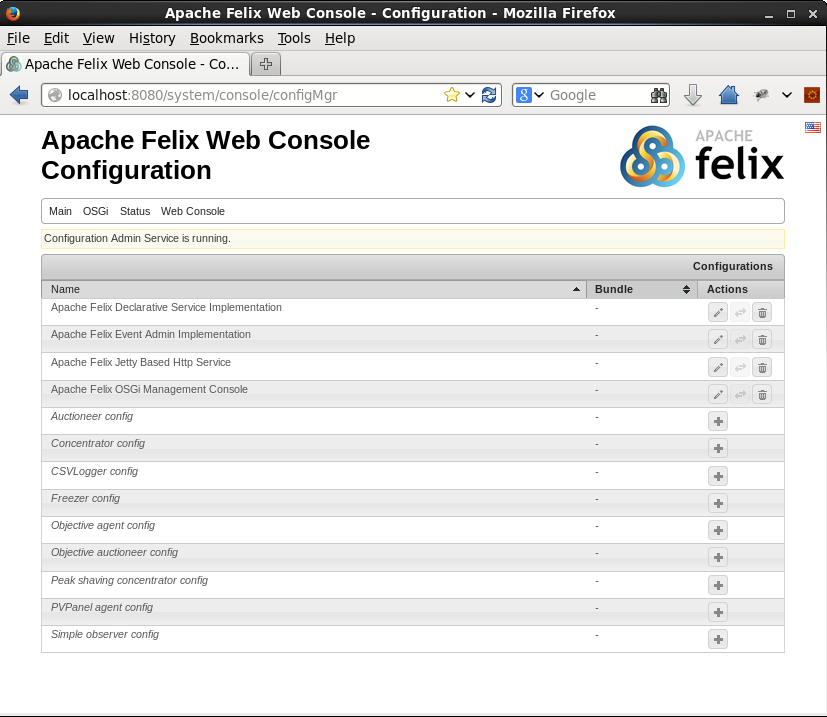 Apache Felix Web Console - Configuration - Mozilla Firefox
File Edit View History Bookmarks Tools Help
Apache Felix Web Console - Co...
localhost:8080/system/console/configMgr
8 Google
Apache Felix Web Console
Configuration
APACHE
felix
Main OSGi Status Web Console
Configuration Admin Service is running.
Configurations
Name Bundle Actions
Apache Felix Declarative Service Implementation -
Apache Felix Event Admin Implementation -
Apache Felix Jetty Based Http Service -
Apache Felix OSGi Management Console -
Auctioneer config -
Concentrator config -
CSVLogger config -
Freezer config -
Objective agent config -
Objective auctioneer config -
Peak shaving concentrator config -
PVPanel agent config -
Simple observer config -